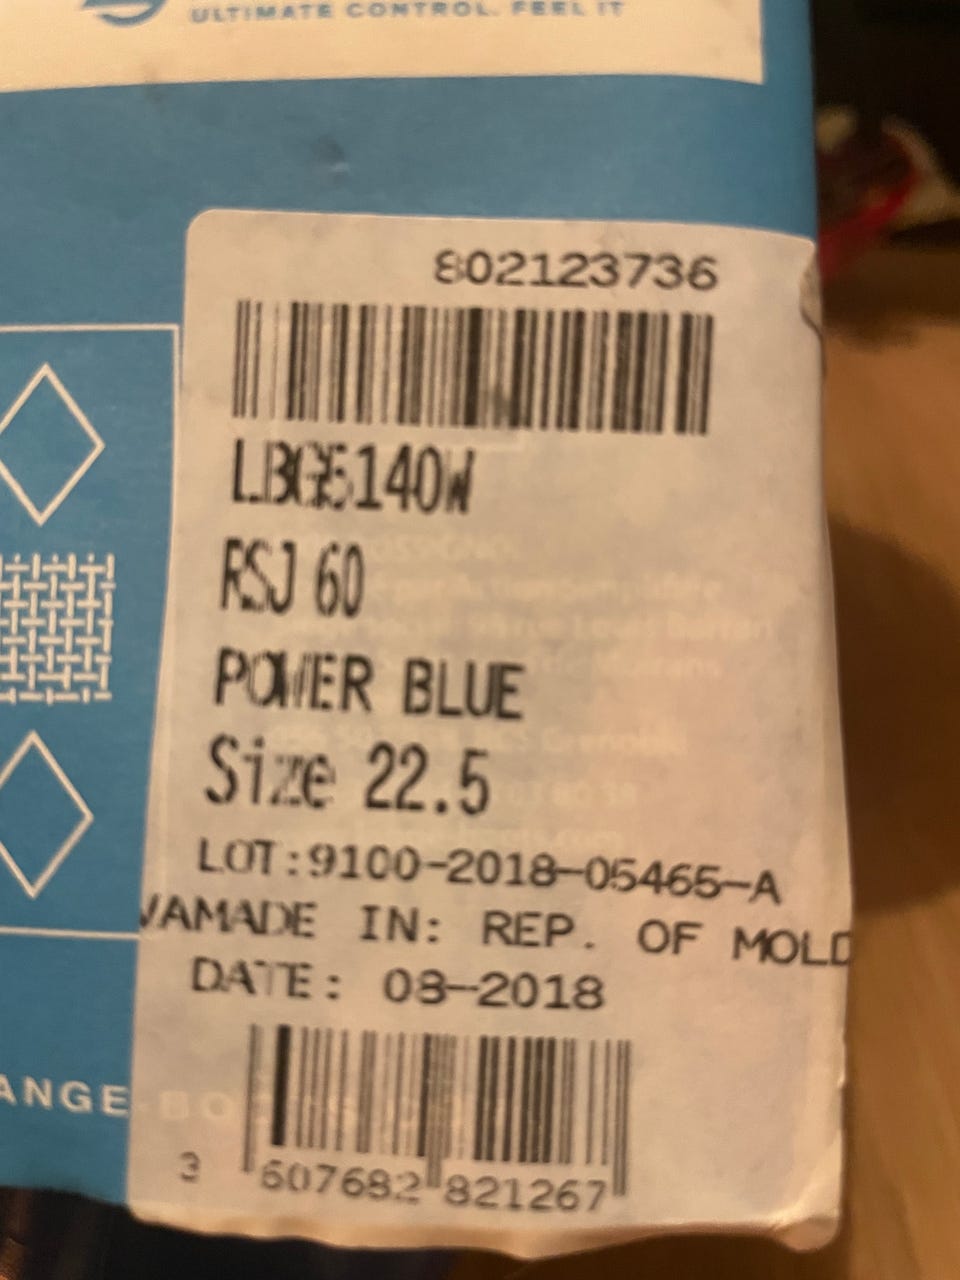 ULTIMATE CONTROL. FEEL IT
802123736
LBG5140W
RSJ 60
POWER BLUE
Size 22.5
LOT:9100-2018-05465-A
VAMADE IN: REP. OF MOLD
DATE: 08-2018
ANGE-BO
3 607682 821267